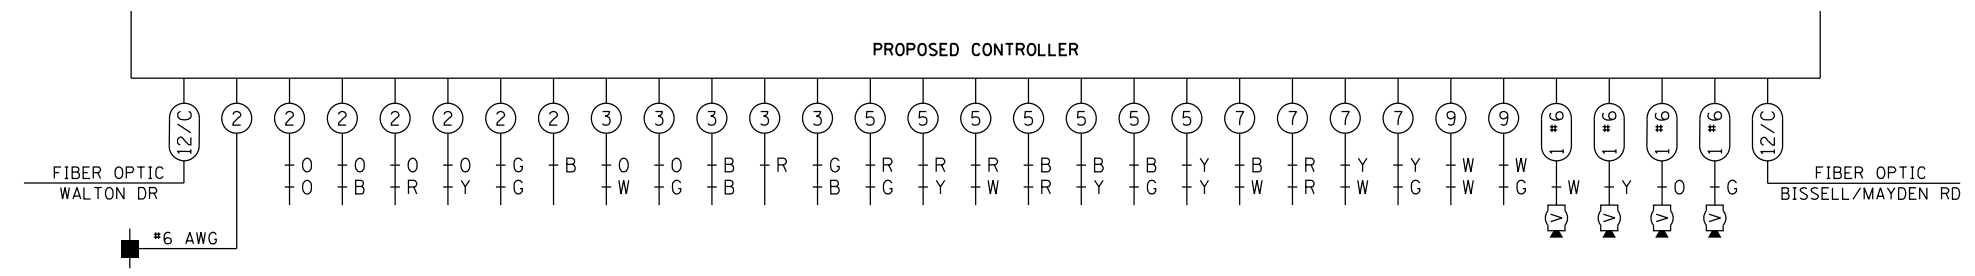 PROPOSED CONTROLLER
12/C 2 2 2 2 2 2 2 3 3 3 3 3 5 5 5 5 5 5 5 7 7 7 7 9 9 1 #6 1 #6 1 #6 1 #6 12/C
O O O O G B O O B R G R R R B B B Y B R Y Y W W
FIBER OPTIC
WALTON DR
O B R Y G W G B B G Y W R Y G Y W R W G W G W Y O G
FIBER OPTIC
BISSELL/MAYDEN RD
V V V V
#6 AWG